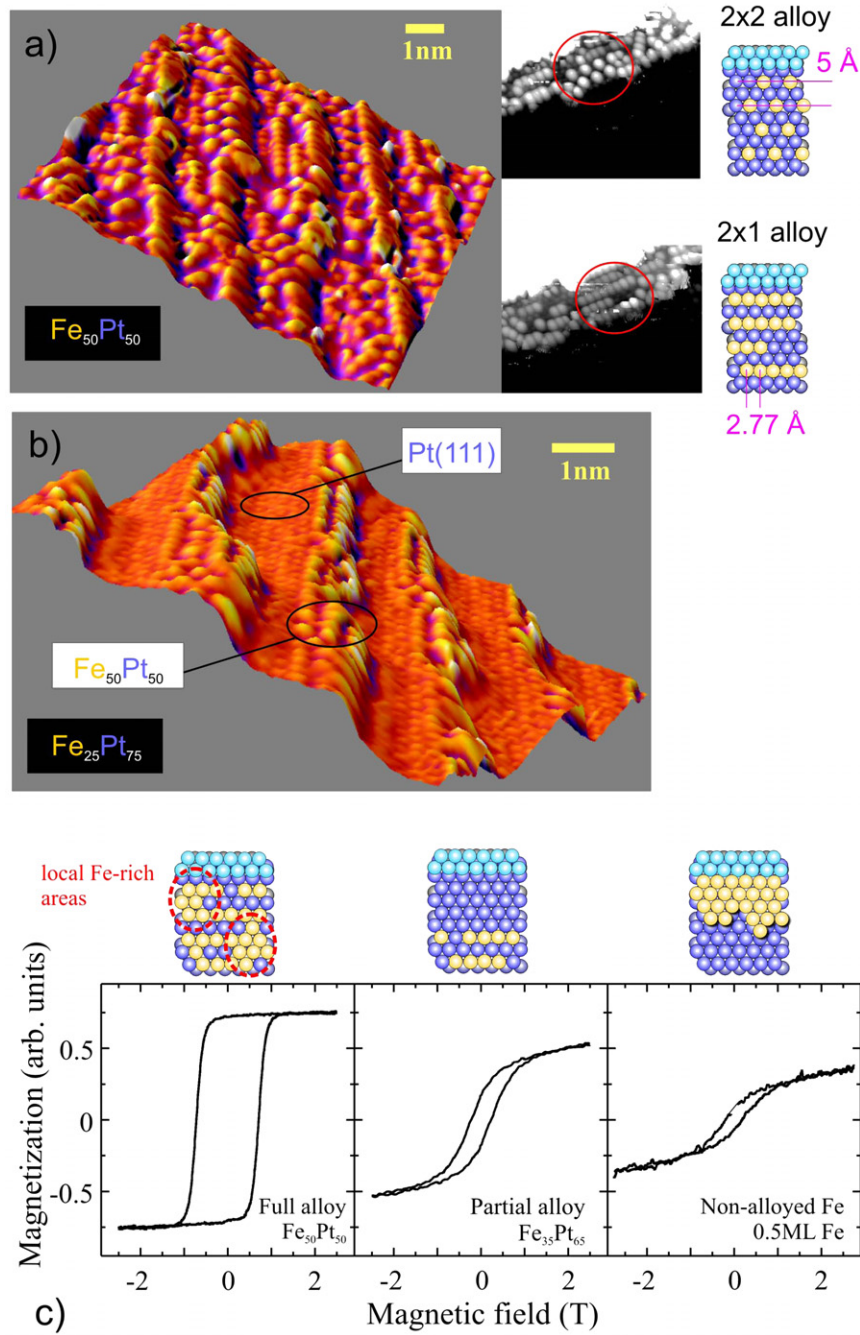 a)
1nm
2x2 alloy
5 Å
Fe50Pt50
2x1 alloy
2.77 Å
b)
Pt(111)
1nm
Fe50Pt50
Fe25Pt75
local Fe-rich
areas
Magnetization (arb. units)
0.5
0
-0.5
Full alloy
Fe50Pt50
Partial alloy
Fe35Pt65
Non-alloyed Fe
0.5ML Fe
-2 0 2 -2 0 2 -2 0 2
c)
Magnetic field (T)